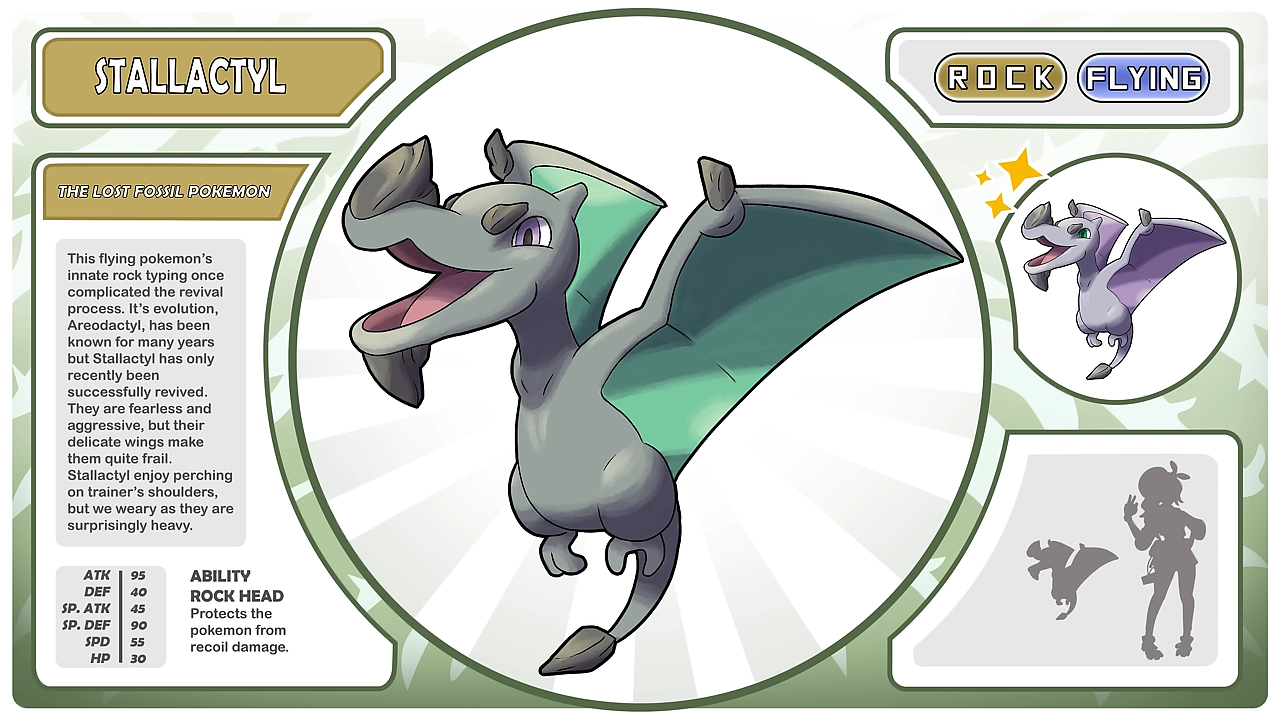 STALLACTYL
ROCK FLYING
THE LOST FOSSIL POKEMON
This flying pokemon's
innate rock typing once
complicated the revival
process. It's evolution,
Areodactyl, has been
known for many years
but Stallactyl has only
recently been
successfully revived.
They are fearless and
aggressive, but their
delicate wings make
them quite frail.
Stallactyl enjoy perching
on trainer's shoulders,
but we weary as they are
surprisingly heavy.
ATK 95
DEF 40
SP. ATK 45
SP. DEF 90
SPD 55
HP 30
ABILITY
ROCK HEAD
Protects the
pokemon from
recoil damage.